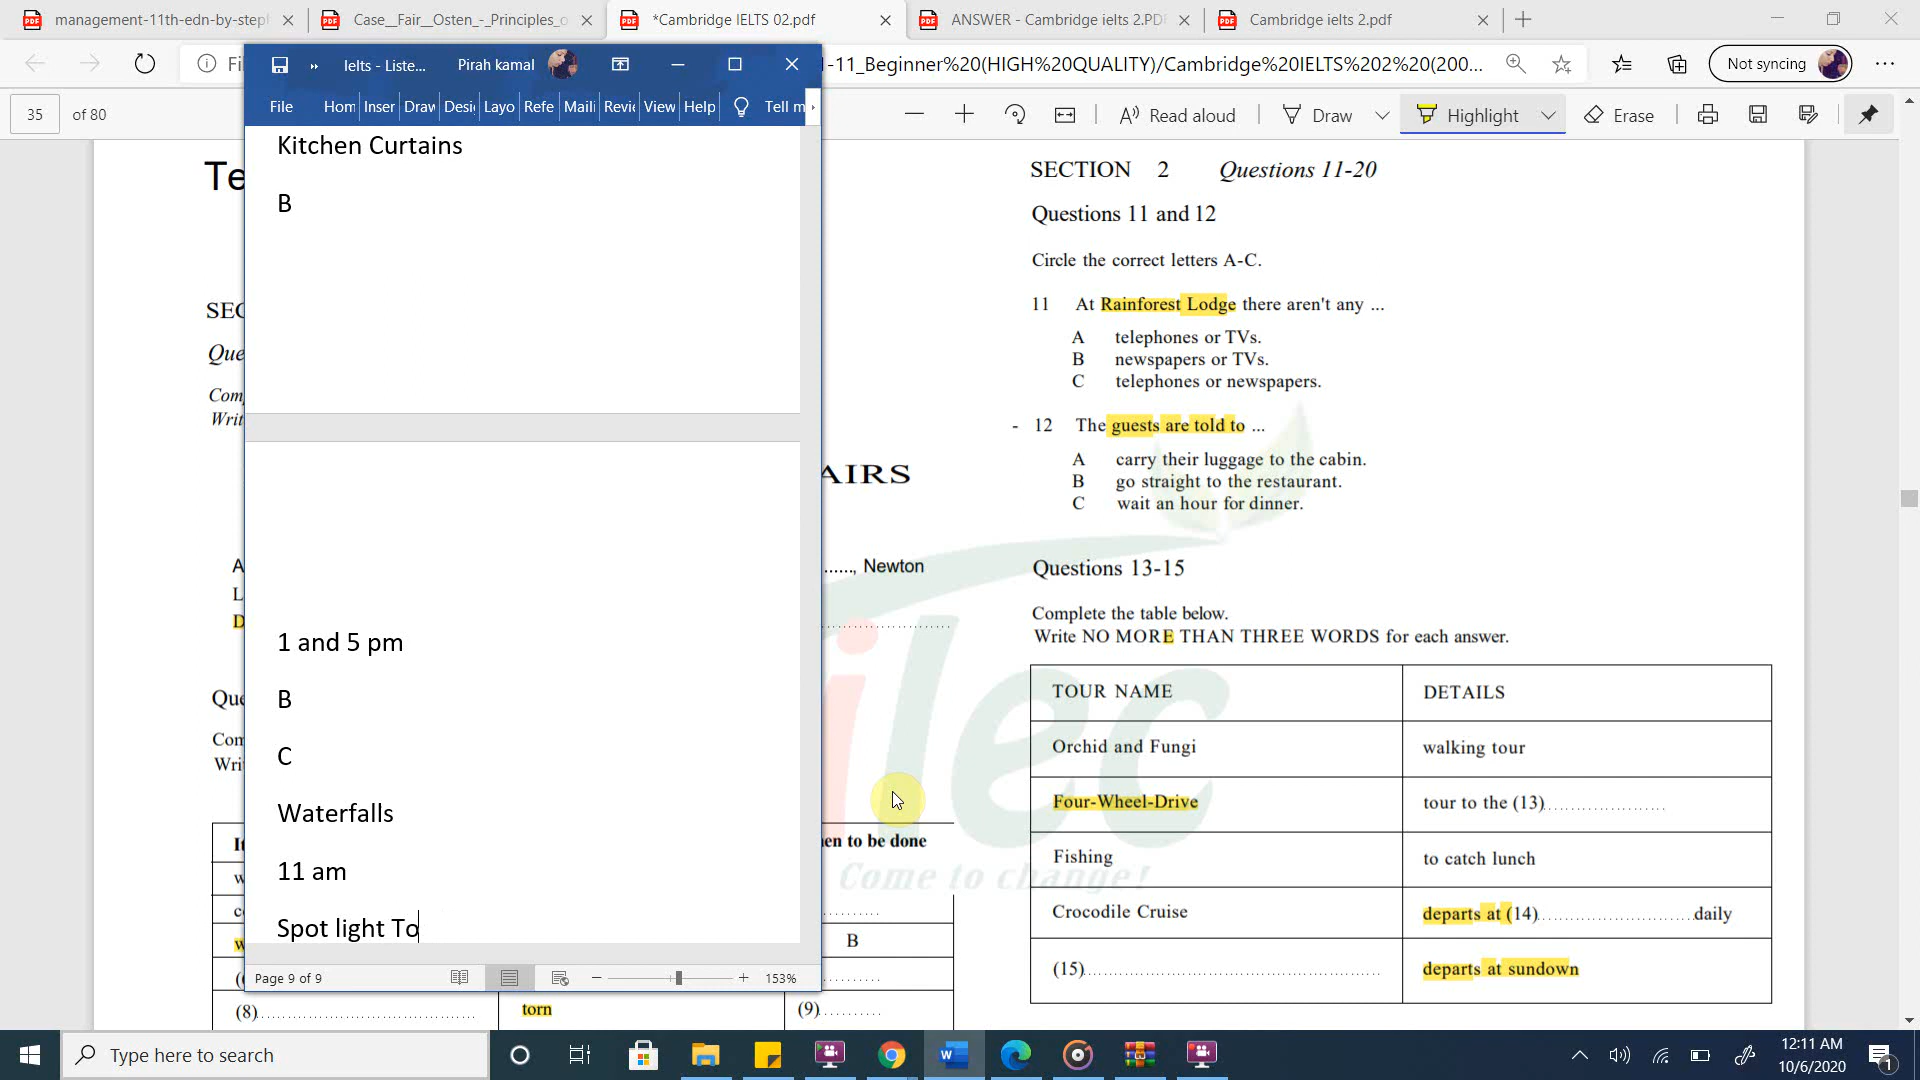 management-11th-edn-by-step
Case__Fair__Osten_-_Principles_o
*Cambridge IELTS 02.pdf
ANSWER - Cambridge ielts 2.PDF
Cambridge ielts 2.pdf
Fi
1-11_Beginner%20(HIGH%20QUALITY)/Cambridge%20IELTS%202%20(200...
Not syncing
35 of 80
Read aloud
Draw
Highlight
Erase
Ielts - Liste...
Pirah kamal
File
Hom
Inser
Draw
Desi
Layo
Refe
Maili
Revi
View
Help
Tell m
Kitchen Curtains
B
1 and 5 pm
B
C
Waterfalls
11 am
Spot light To
Page 9 of 9
153%
Te
SEC
Que
Com
Writ
AIRS
A
......, Newton
L
D
Que
Com
Wri
It
en to be done
w
co
w
B
(
(8)
torn
(9)
SECTION 2 Questions 11-20
Questions 11 and 12
Circle the correct letters A-C.
11 At Rainforest Lodge there aren't any ...
A telephones or TVs.
B newspapers or TVs.
C telephones or newspapers.
- 12 The guests are told to ...
A carry their luggage to the cabin.
B go straight to the restaurant.
C wait an hour for dinner.
Questions 13-15
Complete the table below.
Write NO MORE THAN THREE WORDS for each answer.
TOUR NAME DETAILS
Orchid and Fungi walking tour
Four-Wheel-Drive tour to the (13)......................
Fishing to catch lunch
Crocodile Cruise departs at (14)...........................daily
(15)..................................................... departs at sundown
ilec
Come to change!
Type here to search
12:11 AM
10/6/2020
1